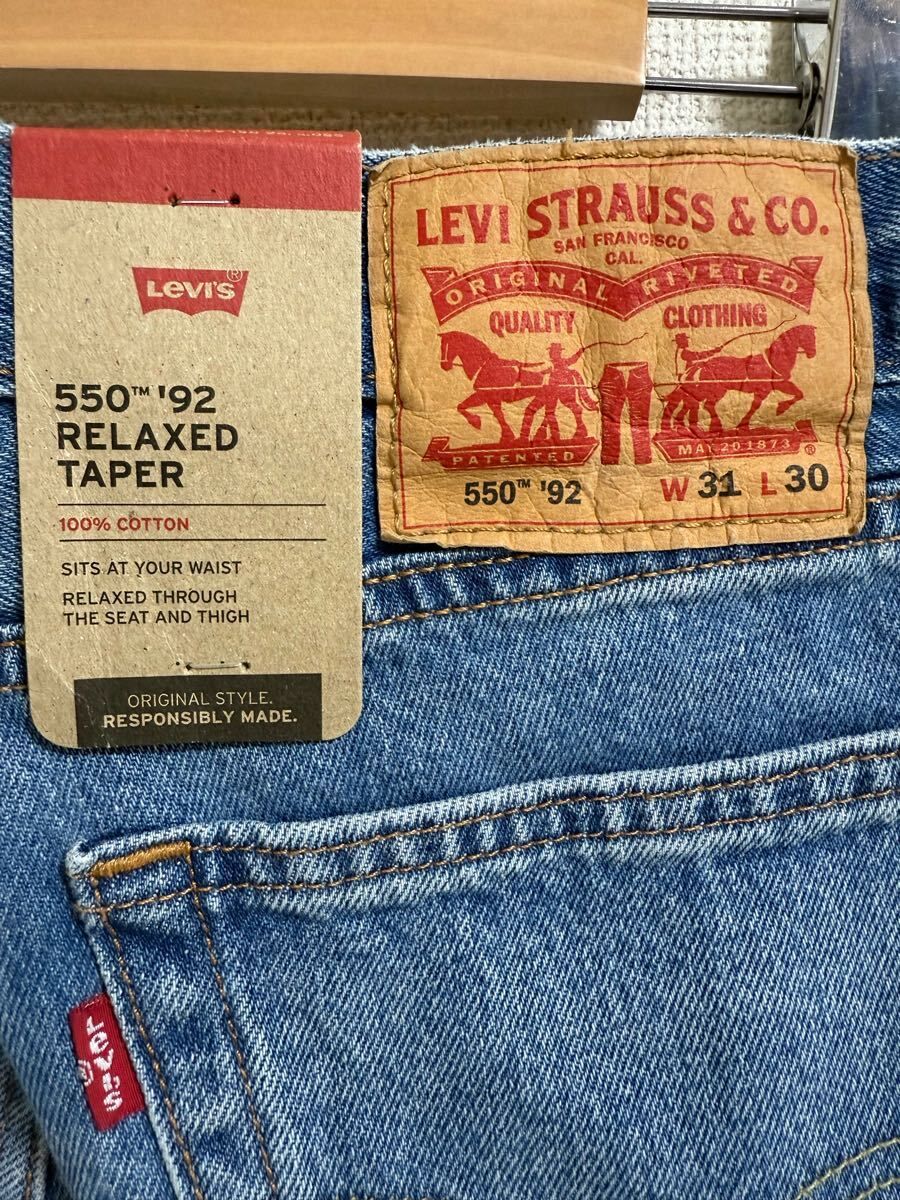 LEVI'S®
550™ '92
RELAXED
TAPER
100% COTTON
SITS AT YOUR WAIST
RELAXED THROUGH
THE SEAT AND THIGH
ORIGINAL STYLE.
RESPONSIBLY MADE.
LEVI STRAUSS & CO.
SAN FRANCISCO
CAL.
ORIGINAL RIVETED
QUALITY CLOTHING
PATENTED MAY 20 1873 ®
550™ '92 W 31 L 30
LEVI'S ®